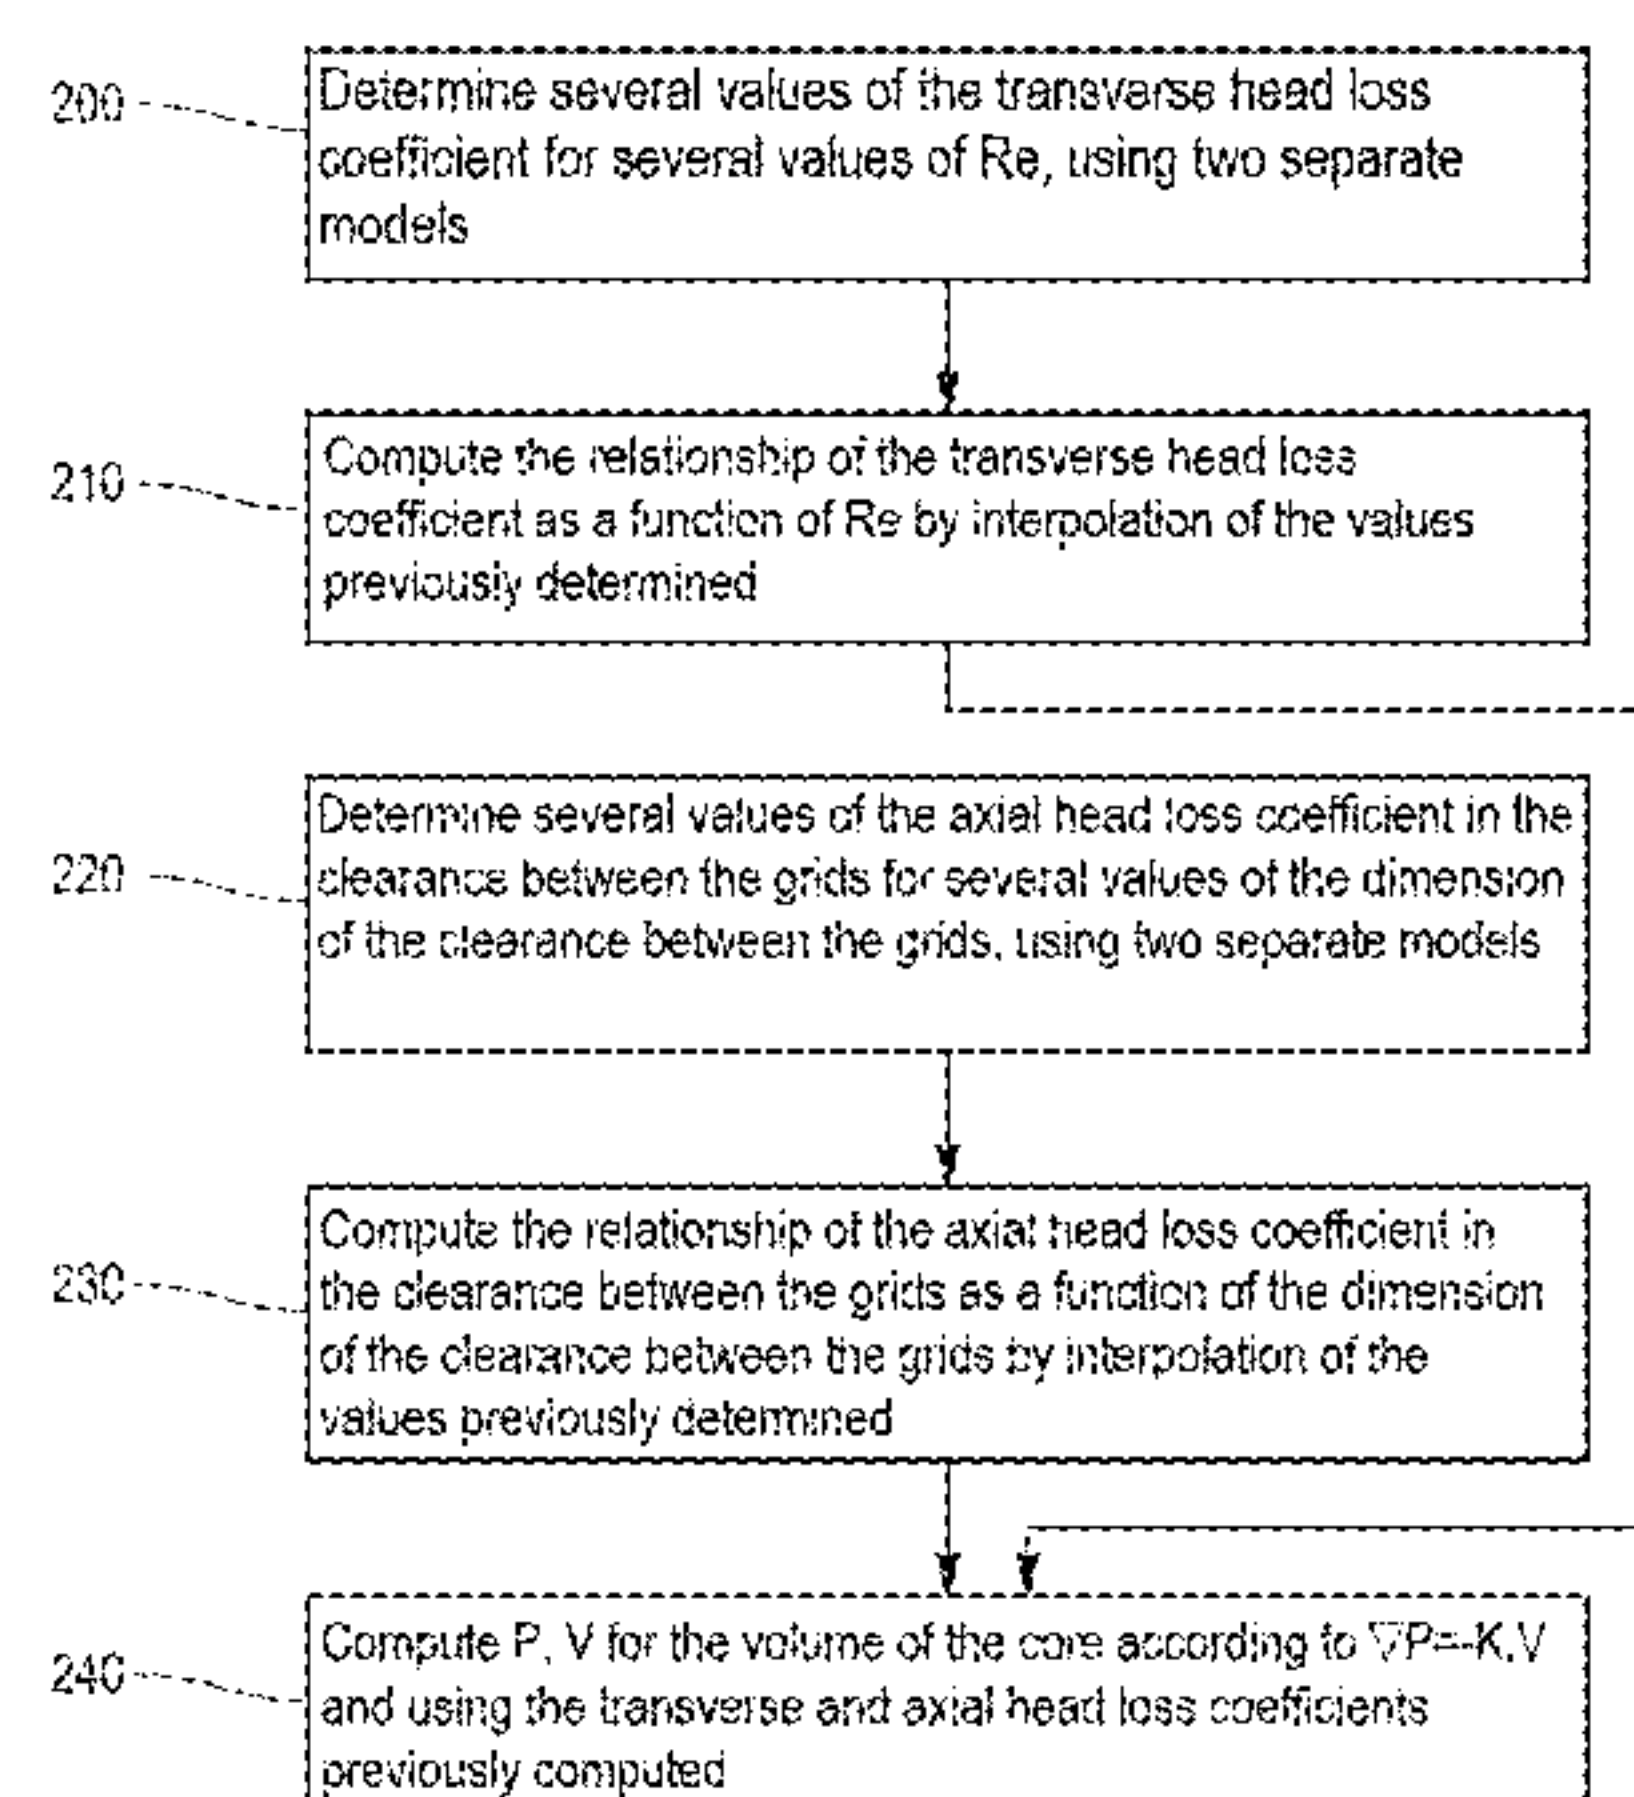 200
Determine several values of the transverse head loss
coefficient for several values of Re, using two separate
models
210
Compute the relationship of the transverse head loss
coefficient as a function of Re by interpolation of the values
previously determined
220
Determine several values of the axial head loss coefficient in the
clearance between the grids for several values of the dimension
of the clearance between the grids, using two separate models
230
Compute the relationship of the axial head loss coefficient in
the clearance between the grids as a function of the dimension
of the clearance between the grids by interpolation of the
values previously determined
240
Compute P, V for the volume of the core according to ∇P=-K.V
and using the transverse and axial head loss coefficients
previously computed